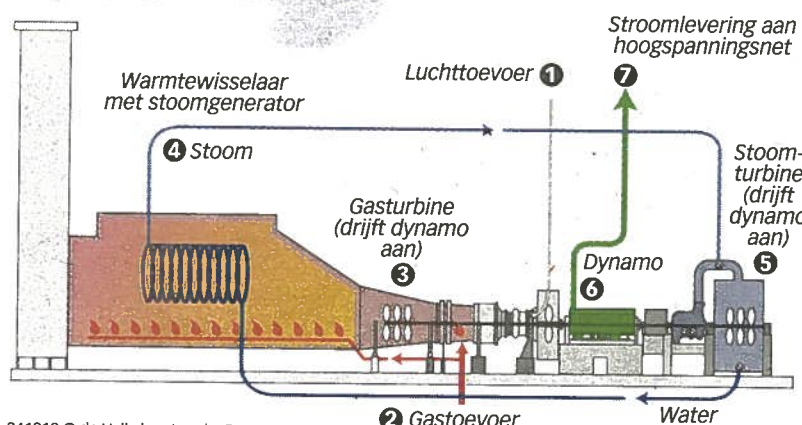 Stroomlevering aan
hoogspanningsnet
7
Luchttoevoer 1
Warmtewisselaar
met stoomgenerator
4 Stoom
Stoom-
turbine
(drijft
dynamo
aan)
5
Gasturbine
(drijft dynamo
aan)
3
Dynamo
6
2 Gastoevoer
Water